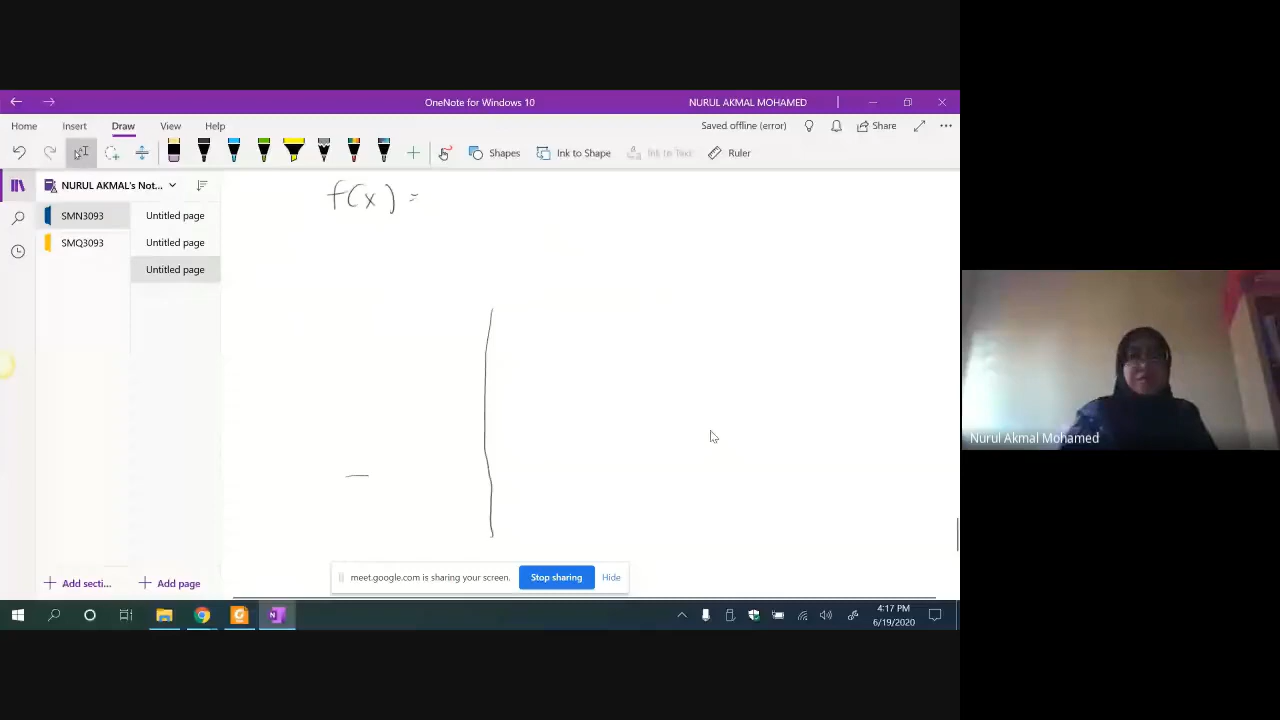 OneNote for Windows 10
NURUL AKMAL MOHAMED
Home Insert Draw View Help
Saved offline (error)
Share
Shapes
Ink to Shape
Ink to Text
Ruler
NURUL AKMAL's Not...
SMN3093
SMQ3093
Untitled page
Untitled page
Untitled page
f(x) =
Nurul Akmal Mohamed
Add secti...
Add page
meet.google.com is sharing your screen.
Stop sharing
Hide
4:17 PM
6/19/2020